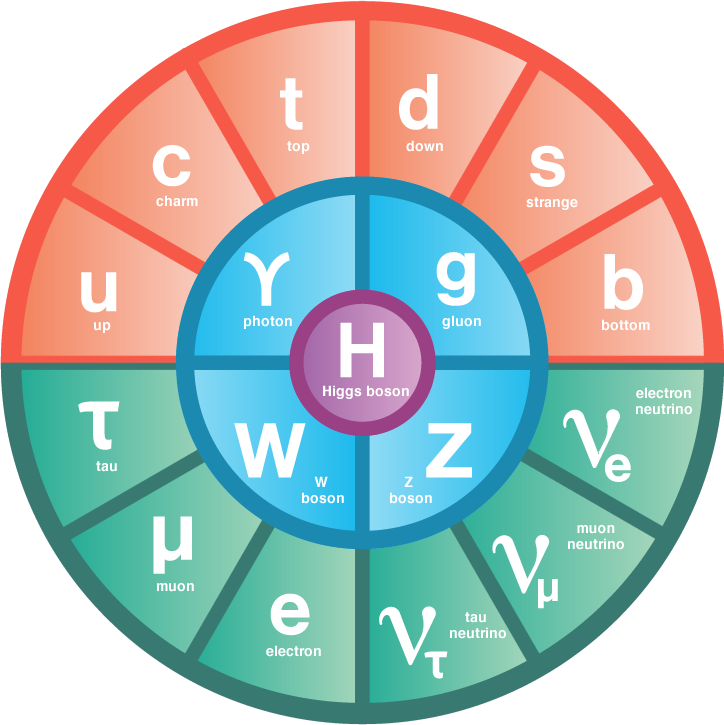 t
top
d
down
c
charm
s
strange
u
up
b
bottom
γ
photon
g
gluon
H
Higgs boson
W
W
boson
Z
Z
boson
τ
tau
νe
electron
neutrino
μ
muon
νμ
muon
neutrino
e
electron
ντ
tau
neutrino